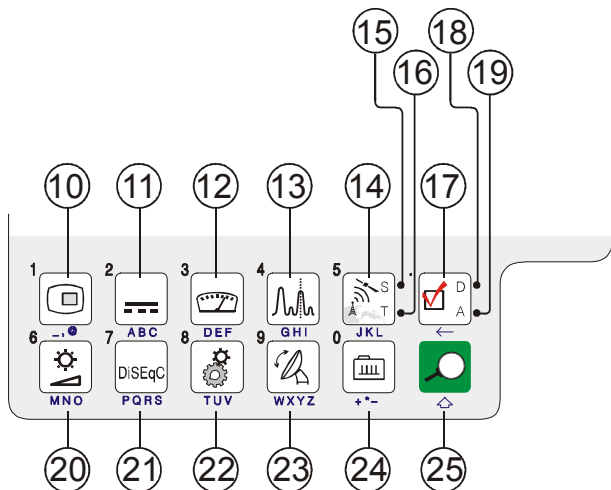 15 18
16 19
10 11 12 13 14 17
1 2 3 4 5 S . D
T A
_,@ ABC DEF GHI JKL ←
6 7 8 9 0
DiSEqC
MNO PQRS TUV WXYZ +*-
20 21 22 23 24 25